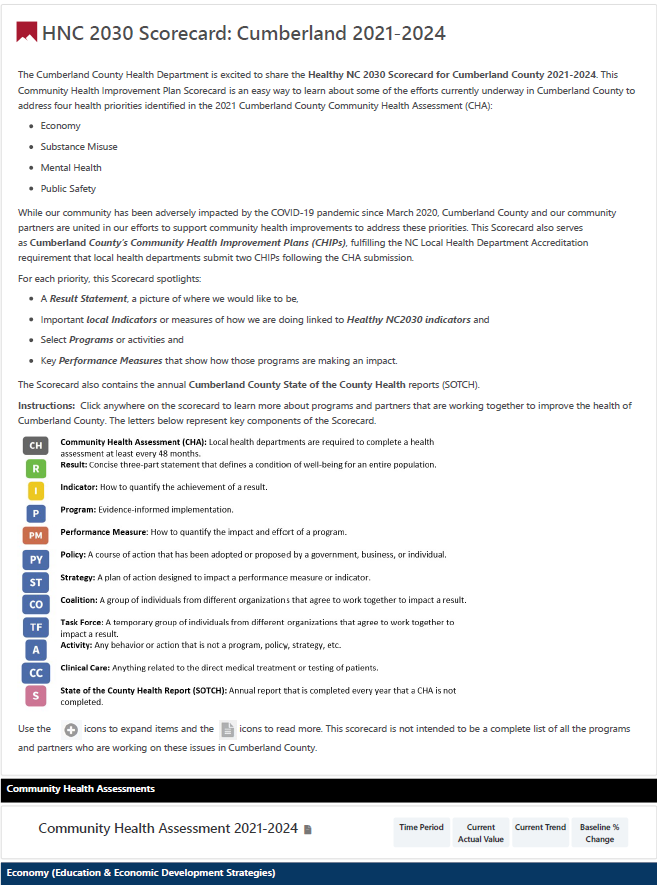 HNC 2030 Scorecard: Cumberland 2021-2024
The Cumberland County Health Department is excited to share the Healthy NC 2030 Scorecard for Cumberland County 2021-2024. This
Community Health Improvement Plan Scorecard is an easy way to learn about some of the efforts currently underway in Cumberland County to
address four health priorities identified in the 2021 Cumberland County Community Health Assessment (CHA):
• Economy
• Substance Misuse
• Mental Health
• Public Safety
While our community has been adversely impacted by the COVID-19 pandemic since March 2020, Cumberland County and our community
partners are united in our efforts to support community health improvements to address these priorities. This Scorecard also serves
as Cumberland County's Community Health Improvement Plans (CHIPs), fulfilling the NC Local Health Department Accreditation
requirement that local health departments submit two CHIPs following the CHA submission.
For each priority, this Scorecard spotlights:
• A Result Statement, a picture of where we would like to be,
• Important local Indicators or measures of how we are doing linked to Healthy NC2030 indicators and
• Select Programs or activities and
• Key Performance Measures that show how those programs are making an impact.
The Scorecard also contains the annual Cumberland County State of the County Health reports (SOTCH).
Instructions: Click anywhere on the scorecard to learn more about programs and partners that are working together to improve the health of
Cumberland County. The letters below represent key components of the Scorecard.
CH Community Health Assessment (CHA): Local health departments are required to complete a health
assessment at least every 48 months.
R Result: Concise three-part statement that defines a condition of well-being for an entire population.
I Indicator: How to quantify the achievement of a result.
P Program: Evidence-informed implementation.
PM Performance Measure: How to quantify the impact and effort of a program.
PY Policy: A course of action that has been adopted or proposed by a government, business, or individual.
ST Strategy: A plan of action designed to impact a performance measure or indicator.
CO Coalition: A group of individuals from different organizations that agree to work together to impact a result.
TF Task Force: A temporary group of individuals from different organizations that agree to work together to
impact a result.
A Activity: Any behavior or action that is not a program, policy, strategy, etc.
CC Clinical Care: Anything related to the direct medical treatment or testing of patients.
S State of the County Health Report (SOTCH): Annual report that is completed every year that a CHA is not
completed.
Use the icons to expand items and the icons to read more. This scorecard is not intended to be a complete list of all the programs
and partners who are working on these issues in Cumberland County.
Community Health Assessments
Community Health Assessment 2021-2024 Time Period Current Actual Value Current Trend Baseline % Change
Economy (Education & Economic Development Strategies)